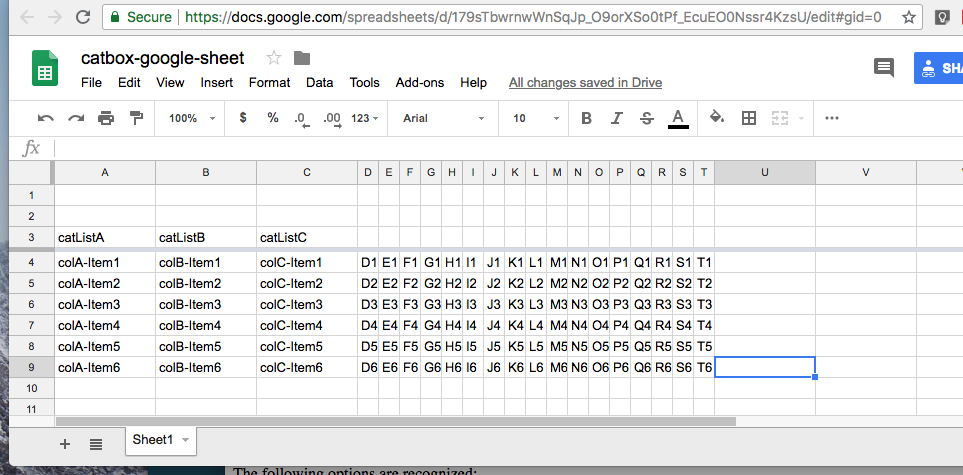 Secure https://docs.google.com/spreadsheets/d/179sTbwrnwWnSqJp_O9orXSo0tPf_EcuEO0Nssr4KzsU/edit#gid=0
catbox-google-sheet
File Edit View Insert Format Data Tools Add-ons Help All changes saved in Drive
SHA
100% $ % .0 .00 123 Arial 10 B I S A
fx
A B C D E F G H I J K L M N O P Q R S T U V
1
2
3 catListA catListB catListC
4 colA-Item1 colB-Item1 colC-Item1 D1 E1 F1 G1 H1 I1 J1 K1 L1 M1 N1 O1 P1 Q1 R1 S1 T1
5 colA-Item2 colB-Item2 colC-Item2 D2 E2 F2 G2 H2 I2 J2 K2 L2 M2 N2 O2 P2 Q2 R2 S2 T2
6 colA-Item3 colB-Item3 colC-Item3 D3 E3 F3 G3 H3 I3 J3 K3 L3 M3 N3 O3 P3 Q3 R3 S3 T3
7 colA-Item4 colB-Item4 colC-Item4 D4 E4 F4 G4 H4 I4 J4 K4 L4 M4 N4 O4 P4 Q4 R4 S4 T4
8 colA-Item5 colB-Item5 colC-Item5 D5 E5 F5 G5 H5 I5 J5 K5 L5 M5 N5 O5 P5 Q5 R5 S5 T5
9 colA-Item6 colB-Item6 colC-Item6 D6 E6 F6 G6 H6 I6 J6 K6 L6 M6 N6 O6 P6 Q6 R6 S6 T6
10
11
Sheet1
The following options are recognized: